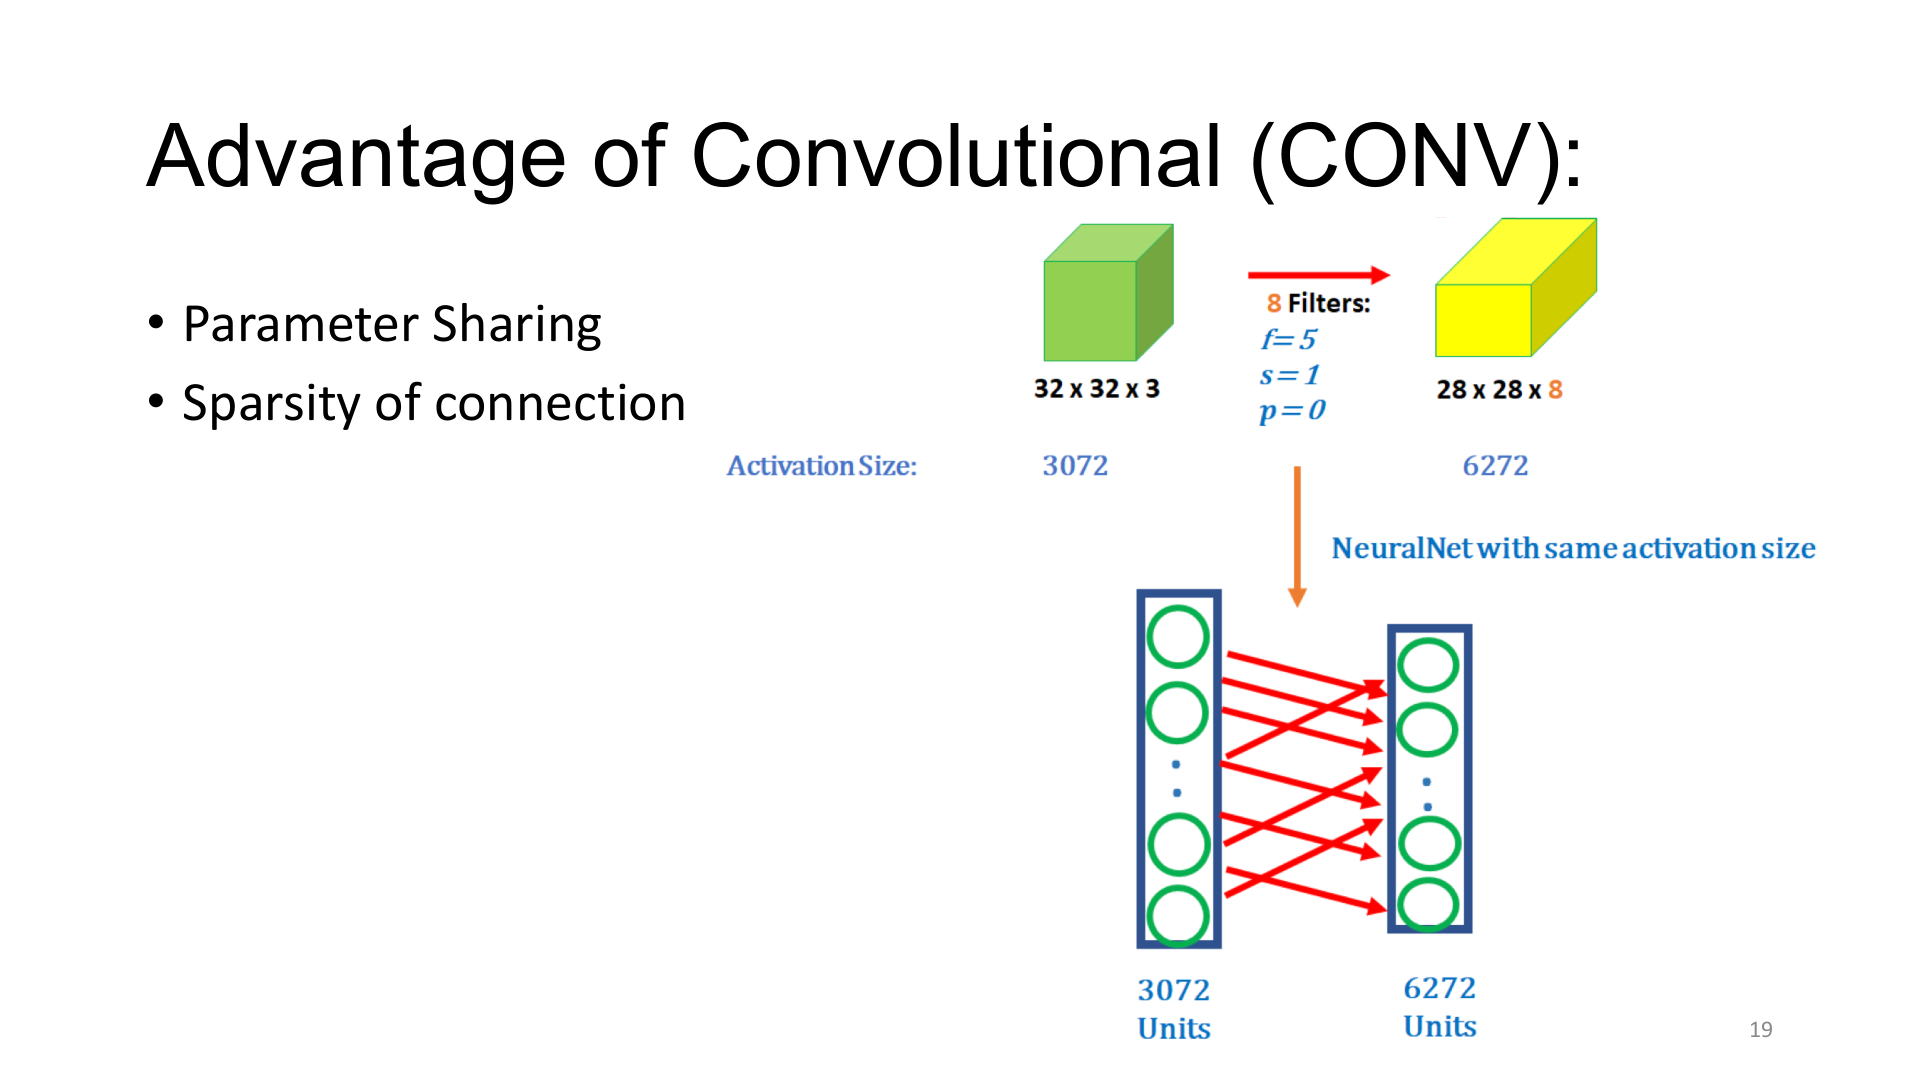 Advantage of Convolutional (CONV):
• Parameter Sharing
• Sparsity of connection
8 Filters:
f= 5
s= 1
p= 0
32 x 32 x 3
28 x 28 x 8
Activation Size:
3072
6272
NeuralNet with same activation size
3072
Units
6272
Units
19